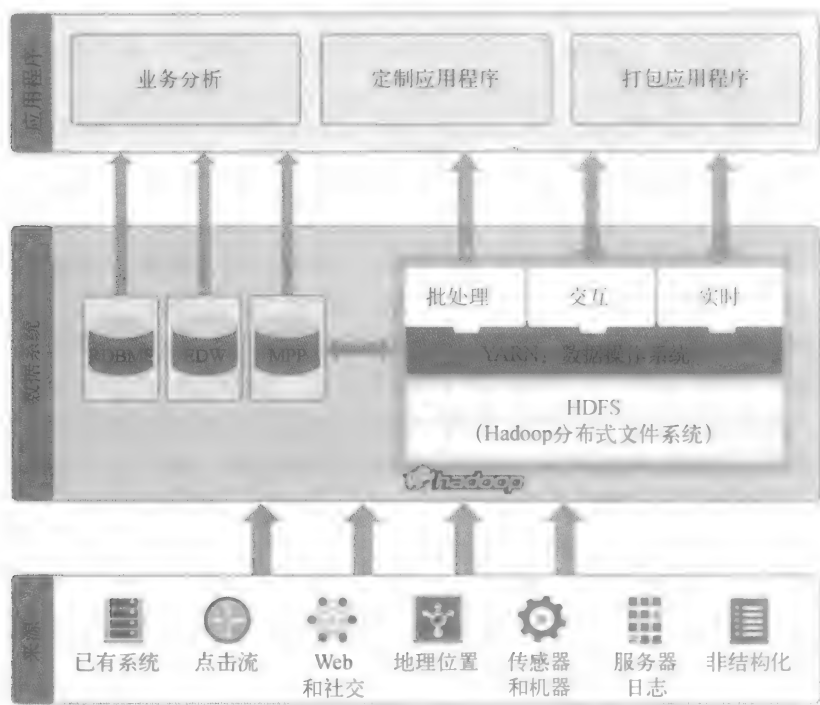 应用程序
业务分析
定制应用程序
打包应用程序
数据系统
RDBMS
EDW
MPP
批处理
交互
实时
YARN：数据操作系统
HDFS
（Hadoop分布式文件系统）
hadoop
来源
已有系统
点击流
Web
和社交
地理位置
传感器
和机器
服务器
日志
非结构化